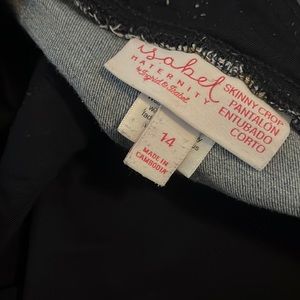 isabel
MATERNITY
by Ingrid & Isabel
SKINNY CROP
PANTALÓN
ENTUBADO
CORTO
14
MADE IN
CAMBODIA